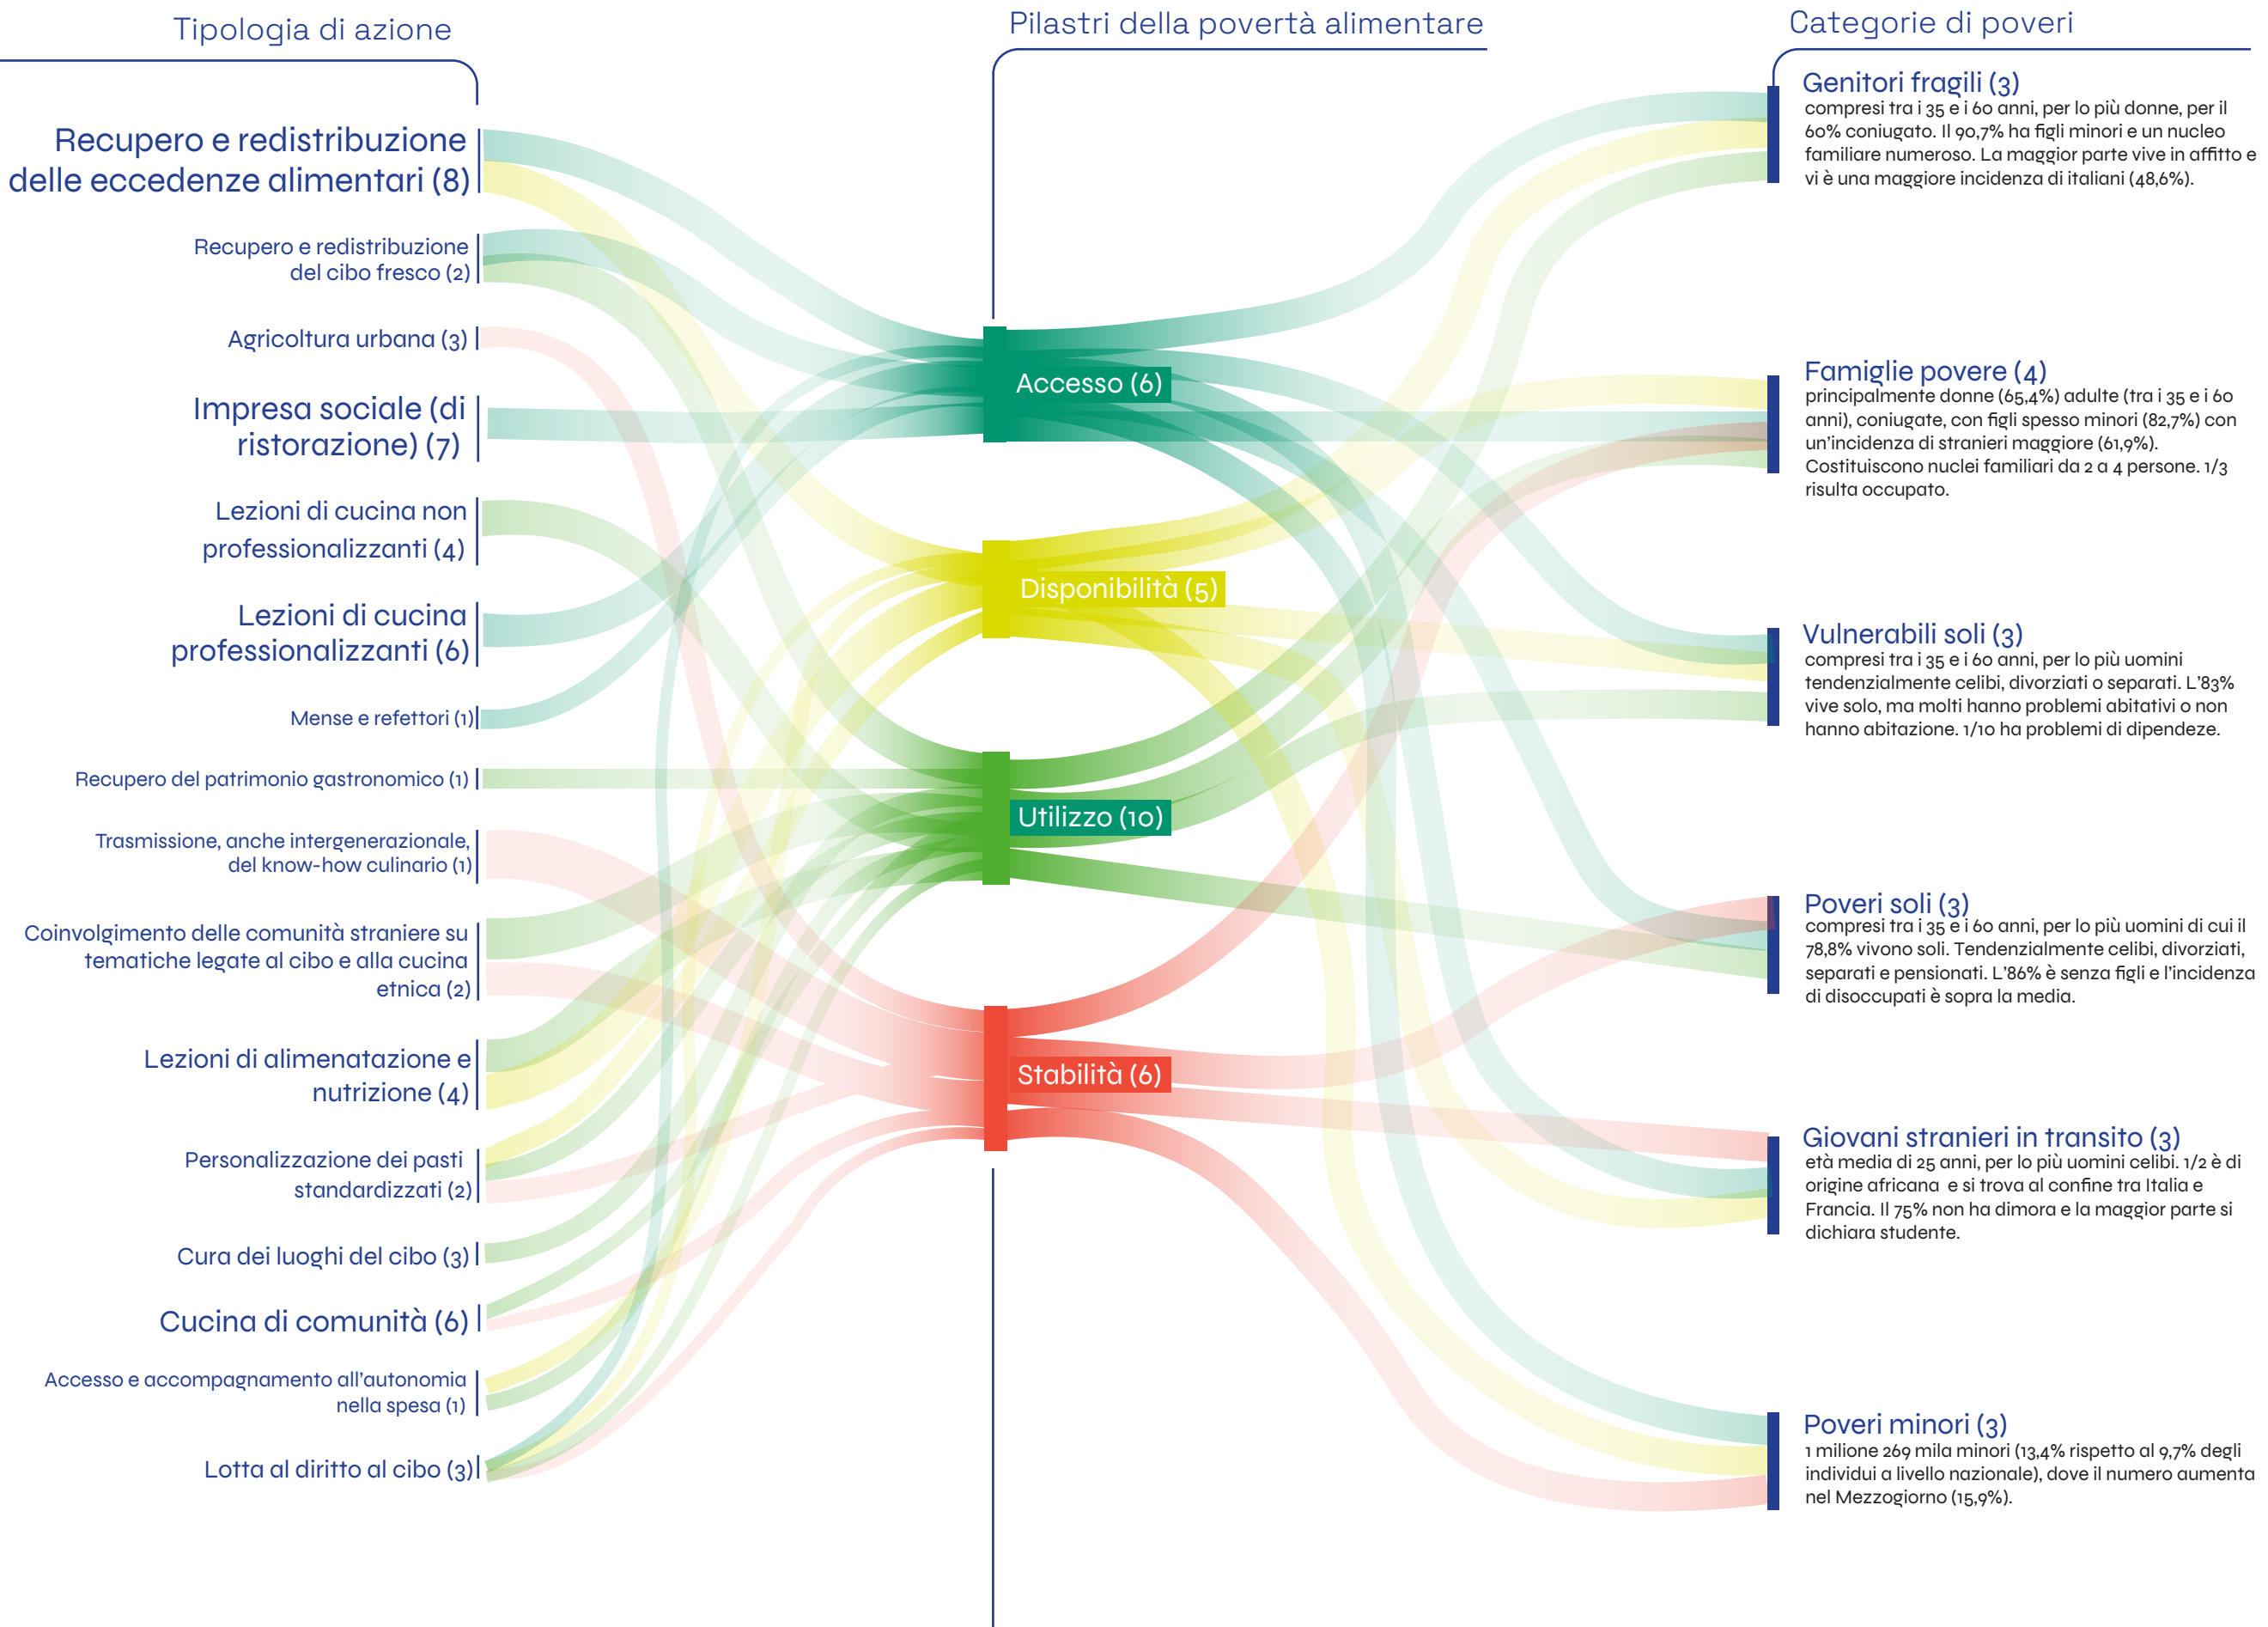 Tipologia di azione
Recupero e redistribuzione
delle eccedenze alimentari (8)
Recupero e redistribuzione
del cibo fresco (2)
Agricoltura urbana (3)
Impresa sociale (di
ristorazione) (7)
Lezioni di cucina non
professionalizzanti (4)
Lezioni di cucina
professionalizzanti (6)
Mense e refettori (1)
Recupero del patrimonio gastronomico (1)
Trasmissione, anche intergenerazionale,
del know-how culinario (1)
Coinvolgimento delle comunità straniere su
tematiche legate al cibo e alla cucina
etnica (2)
Lezioni di alimenatazione e
nutrizione (4)
Personalizzazione dei pasti
standardizzati (2)
Cura dei luoghi del cibo (3)
Cucina di comunità (6)
Accesso e accompagnamento all'autonomia
nella spesa (1)
Lotta al diritto al cibo (3)
Pilastri della povertà alimentare
Accesso (6)
Disponibilità (5)
Utilizzo (10)
Stabilità (6)
Categorie di poveri
Genitori fragili (3)
compresi tra i 35 e i 60 anni, per lo più donne, per il
60% coniugato. Il 90,7% ha figli minori e un nucleo
familiare numeroso. La maggior parte vive in affitto e
vi è una maggiore incidenza di italiani (48,6%).
Famiglie povere (4)
principalmente donne (65,4%) adulte (tra i 35 e i 60
anni), coniugate, con figli spesso minori (82,7%) con
un'incidenza di stranieri maggiore (61,9%).
Costituiscono nuclei familiari da 2 a 4 persone. 1/3
risulta occupato.
Vulnerabili soli (3)
compresi tra i 35 e i 60 anni, per lo più uomini
tendenzialmente celibi, divorziati o separati. L'83%
vive solo, ma molti hanno problemi abitativi o non
hanno abitazione. 1/10 ha problemi di dipendeze.
Poveri soli (3)
compresi tra i 35 e i 60 anni, per lo più uomini di cui il
78,8% vivono soli. Tendenzialmente celibi, divorziati,
separati e pensionati. L'86% è senza figli e l'incidenza
di disoccupati è sopra la media.
Giovani stranieri in transito (3)
età media di 25 anni, per lo più uomini celibi. 1/2 è di
origine africana e si trova al confine tra Italia e
Francia. Il 75% non ha dimora e la maggior parte si
dichiara studente.
Poveri minori (3)
1 milione 269 mila minori (13,4% rispetto al 9,7% degli
individui a livello nazionale), dove il numero aumenta
nel Mezzogiorno (15,9%).